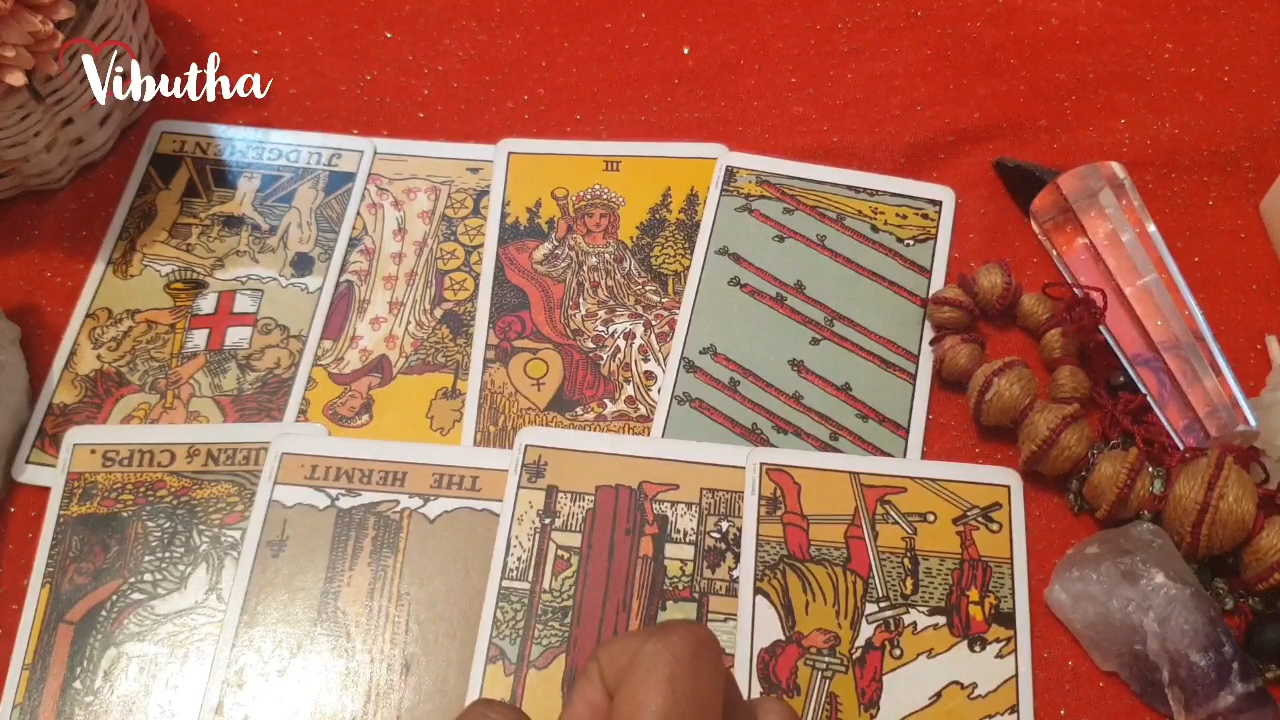 Vibutha
JUDGEMENT.
III
QUEEN of CUPS.
THE HERMIT.